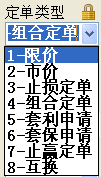 定单类型
组合定单
1-限价
2-市价
3-止损定单
4-组合定单
5-套利申请
6-套保申请
7-止赢定单
8-互换